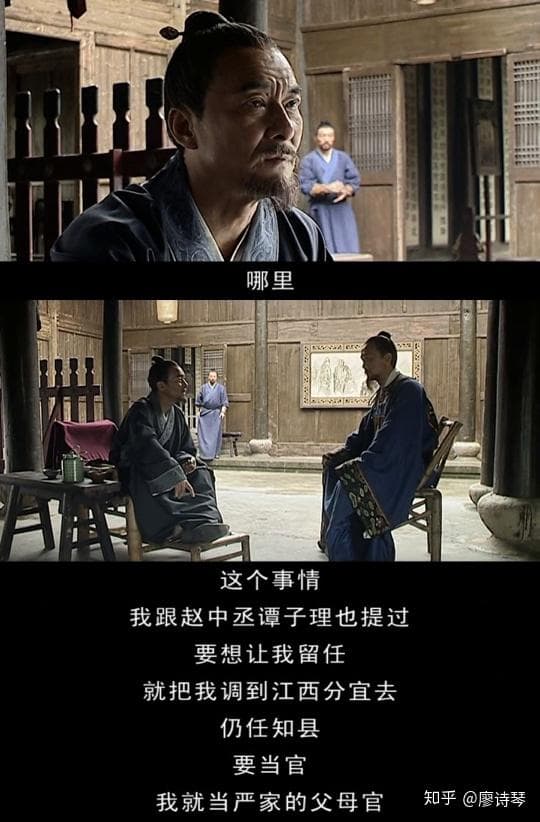 哪里
这个事情
我跟赵中丞谭子理也提过
要想让我留任
就把我调到江西分宜去
仍任知县
要当官
我就当严家的父母官
知乎 @廖诗琴